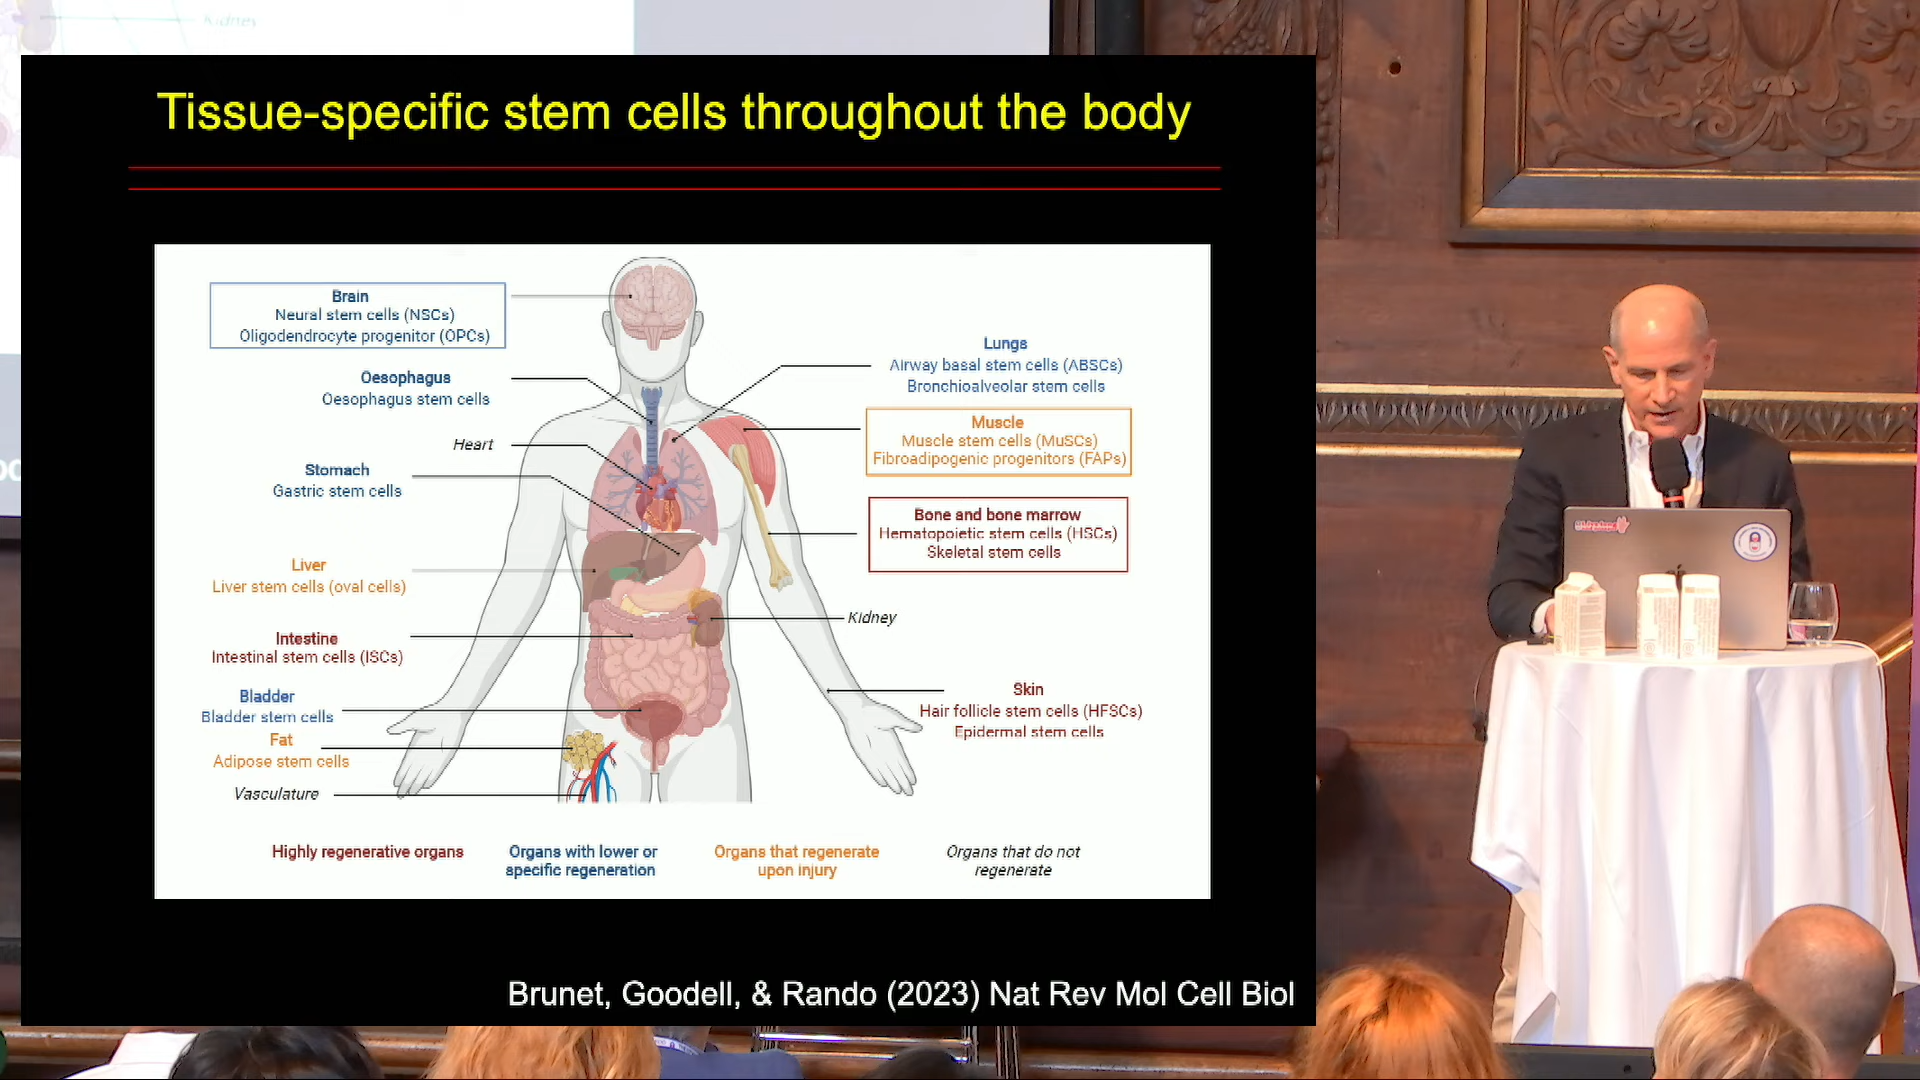 Kidney
Tissue-specific stem cells throughout the body
Brain
Neural stem cells (NSCs)
Oligodendrocyte progenitor (OPCs)
Oesophagus
Oesophagus stem cells
Heart
Stomach
Gastric stem cells
Liver
Liver stem cells (oval cells)
Intestine
Intestinal stem cells (ISCs)
Bladder
Bladder stem cells
Fat
Adipose stem cells
Vasculature
Lungs
Airway basal stem cells (ABSCs)
Bronchioalveolar stem cells
Muscle
Muscle stem cells (MuSCs)
Fibroadipogenic progenitors (FAPs)
Bone and bone marrow
Hematopoietic stem cells (HSCs)
Skeletal stem cells
Kidney
Skin
Hair follicle stem cells (HFSCs)
Epidermal stem cells
Highly regenerative organs
Organs with lower or
specific regeneration
Organs that regenerate
upon injury
Organs that do not
regenerate
Brunet, Goodell, & Rando (2023) Nat Rev Mol Cell Biol